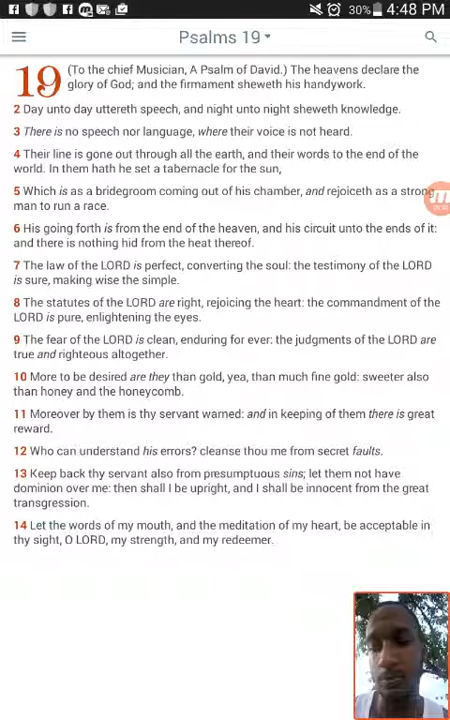 30% 4:48 PM
Psalms 19
19 (To the chief Musician, A Psalm of David.) The heavens declare the
glory of God; and the firmament sheweth his handywork.
2 Day unto day uttereth speech, and night unto night sheweth knowledge.
3 There is no speech nor language, where their voice is not heard.
4 Their line is gone out through all the earth, and their words to the end of the
world. In them hath he set a tabernacle for the sun,
5 Which is as a bridegroom coming out of his chamber, and rejoiceth as a strong
man to run a race.
6 His going forth is from the end of the heaven, and his circuit unto the ends of it:
and there is nothing hid from the heat thereof.
7 The law of the LORD is perfect, converting the soul: the testimony of the LORD
is sure, making wise the simple.
8 The statutes of the LORD are right, rejoicing the heart: the commandment of the
LORD is pure, enlightening the eyes.
9 The fear of the LORD is clean, enduring for ever: the judgments of the LORD are
true and righteous altogether.
10 More to be desired are they than gold, yea, than much fine gold: sweeter also
than honey and the honeycomb.
11 Moreover by them is thy servant warned: and in keeping of them there is great
reward.
12 Who can understand his errors? cleanse thou me from secret faults.
13 Keep back thy servant also from presumptuous sins; let them not have
dominion over me: then shall I be upright, and I shall be innocent from the great
transgression.
14 Let the words of my mouth, and the meditation of my heart, be acceptable in
thy sight, O LORD, my strength, and my redeemer.